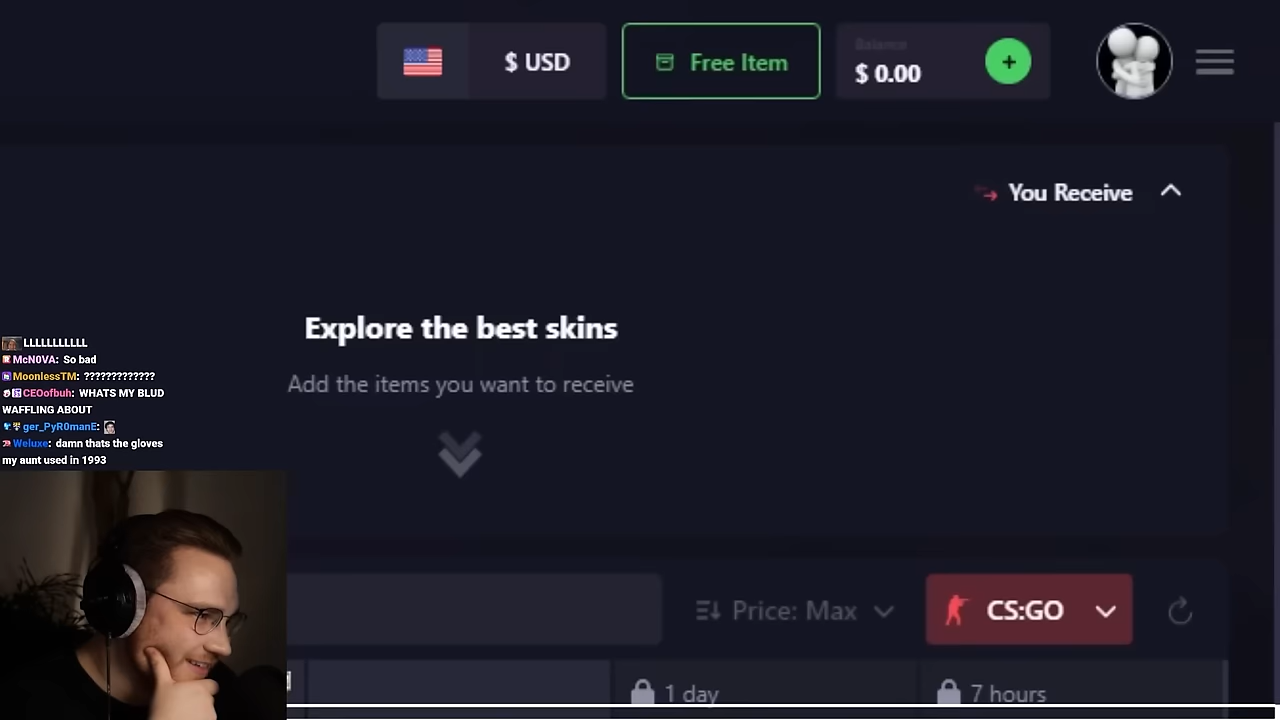 $ USD
Free Item
Balance
$ 0.00
You Receive
Explore the best skins
Add the items you want to receive
LLLLLLLLLL
McN0VA: So bad
MoonlessTM: ?????????????
CEOofbuh: WHATS MY BLUD
WAFFLING ABOUT
ger_PyR0manE:
Weluxe: damn thats the gloves
my aunt used in 1993
Price: Max
CS:GO
1 day
7 hours